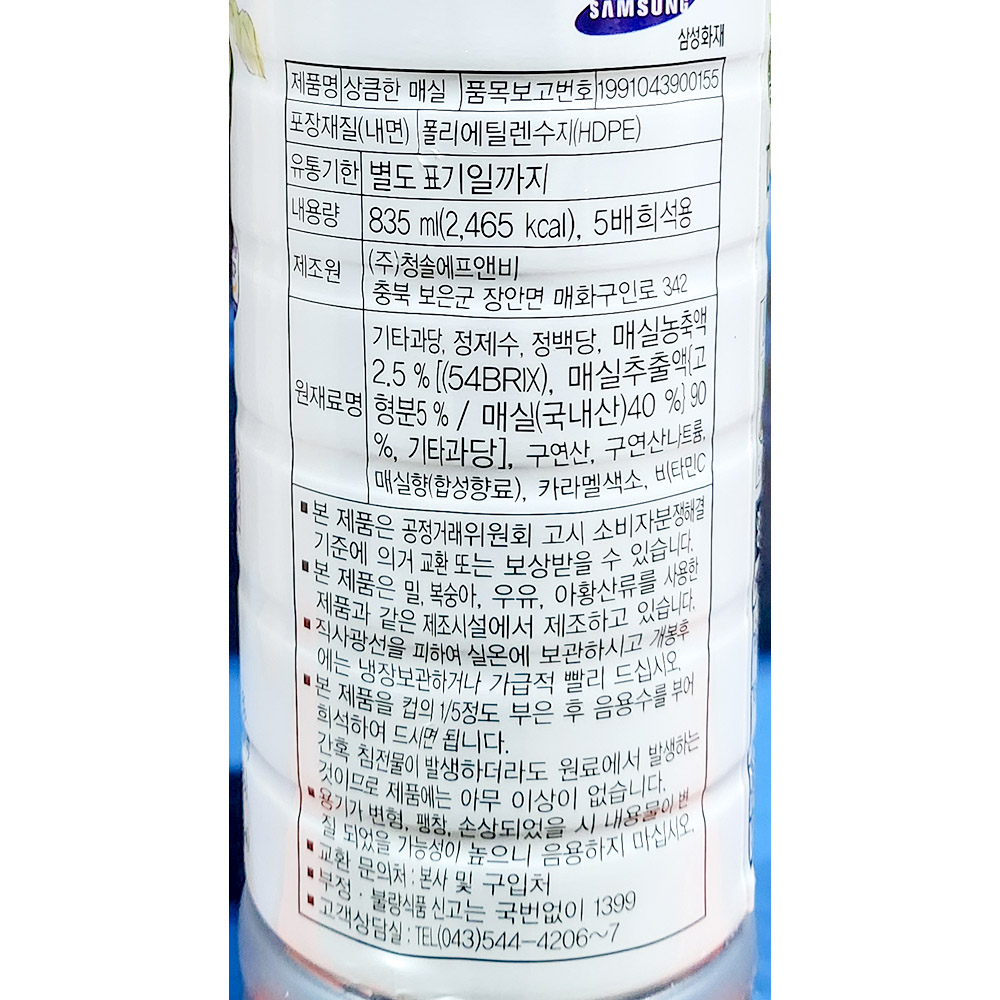 SAMSUNG
삼성화재
제품명 상큼한 매실 품목보고번호 1991043900155
포장재질(내면) 폴리에틸렌수지(HDPE)
유통기한 별도 표기일까지
내용량 835 ml(2,465 kcal), 5배희석용
제조원 (주)청솔에프앤비
충북 보은군 장안면 매화구인로 342
원재료명 기타과당, 정제수, 정백당, 매실농축액
2.5 % [(54BRIX), 매실추출액{고
형분5 % / 매실(국내산)40 %} 90
%, 기타과당], 구연산, 구연산나트륨,
매실향(합성향료), 카라멜색소, 비타민C
▪본 제품은 공정거래위원회 고시 소비자분쟁해결
기준에 의거 교환 또는 보상받을 수 있습니다.
▪본 제품은 밀, 복숭아, 우유, 아황산류를 사용한
제품과 같은 제조시설에서 제조하고 있습니다.
▪직사광선을 피하여 실온에 보관하시고 개봉후
에는 냉장보관하거나 가급적 빨리 드십시오.
▪본 제품을 컵의 1/5정도 부은 후 음용수를 부어
희석하여 드시면 됩니다.
간혹 침전물이 발생하더라도 원료에서 발생하는
것이므로 제품에는 아무 이상이 없습니다.
▪용기가 변형, 팽창, 손상되었을 시 내용물이 변
질 되었을 가능성이 높으니 음용하지 마십시오.
▪교환 문의처 : 본사 및 구입처
▪부정 · 불량식품 신고는 국번없이 1399
▪고객상담실 : TEL(043)544-4206~7